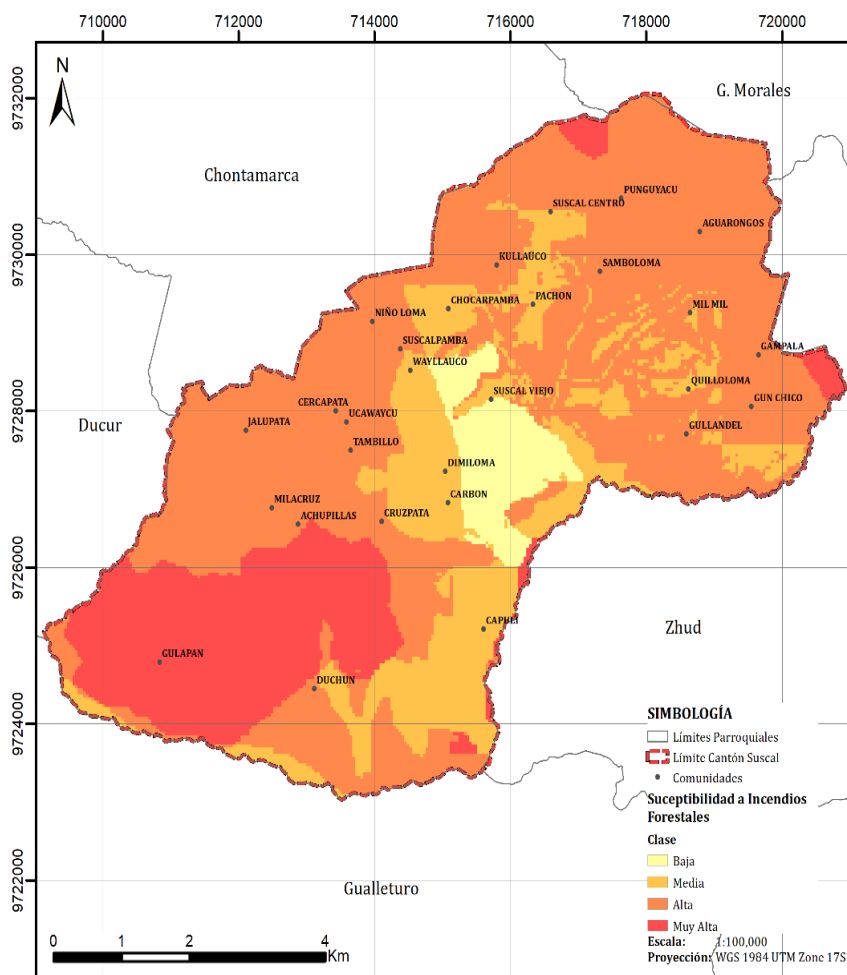 710000 712000 714000 716000 718000 720000
9732000
9730000
9728000
9726000
9724000
9722000
N
G. Morales
Chontamarca
PUNGUYACU
SUSCAL CENTRO
AGUARONGOS
KULLAUCO
SAMBOLOMA
CHOCARPAMBA
PACHON
MIL MIL
NIÑO LOMA
SUSCALPAMBA
GAMPALA
WAYLLAUCO
QUILLOLOMA
SUSCAL VIEJO
GUN CHICO
CERCAPATA
UCAWAYCU
Ducur
JALUPATA
GULLANDEL
TAMBILLO
DIMILOMA
MILACRUZ
CARBON
ACHUPILLAS
CRUZPATA
CAPULI
Zhud
GULAPAN
DUCHUN
Gualleturo
SIMBOLOGÍA
Límites Parroquiales
Límite Cantón Suscal
Comunidades
Suceptibilidad a Incendios
Forestales
Clase
Baja
Media
Alta
Muy Alta
Escala: 1:100,000
Proyección: WGS 1984 UTM Zone 17S
0 1 2 4
Km